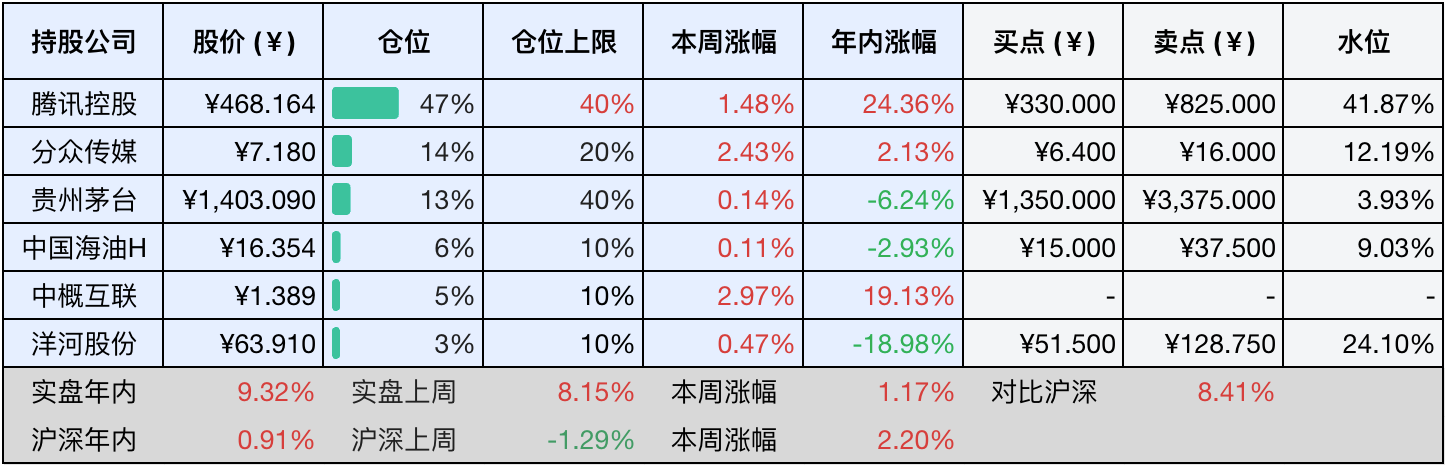 持股公司 股价 (¥) 仓位 仓位上限 本周涨幅 年内涨幅 买点 (¥) 卖点 (¥) 水位
腾讯控股 ¥468.164 47% 40% 1.48% 24.36% ¥330.000 ¥825.000 41.87%
分众传媒 ¥7.180 14% 20% 2.43% 2.13% ¥6.400 ¥16.000 12.19%
贵州茅台 ¥1,403.090 13% 40% 0.14% -6.24% ¥1,350.000 ¥3,375.000 3.93%
中国海油H ¥16.354 6% 10% 0.11% -2.93% ¥15.000 ¥37.500 9.03%
中概互联 ¥1.389 5% 10% 2.97% 19.13% - - -
洋河股份 ¥63.910 3% 10% 0.47% -18.98% ¥51.500 ¥128.750 24.10%
实盘年内 9.32% 实盘上周 8.15% 本周涨幅 1.17% 对比沪深 8.41%
沪深年内 0.91% 沪深上周 -1.29% 本周涨幅 2.20%